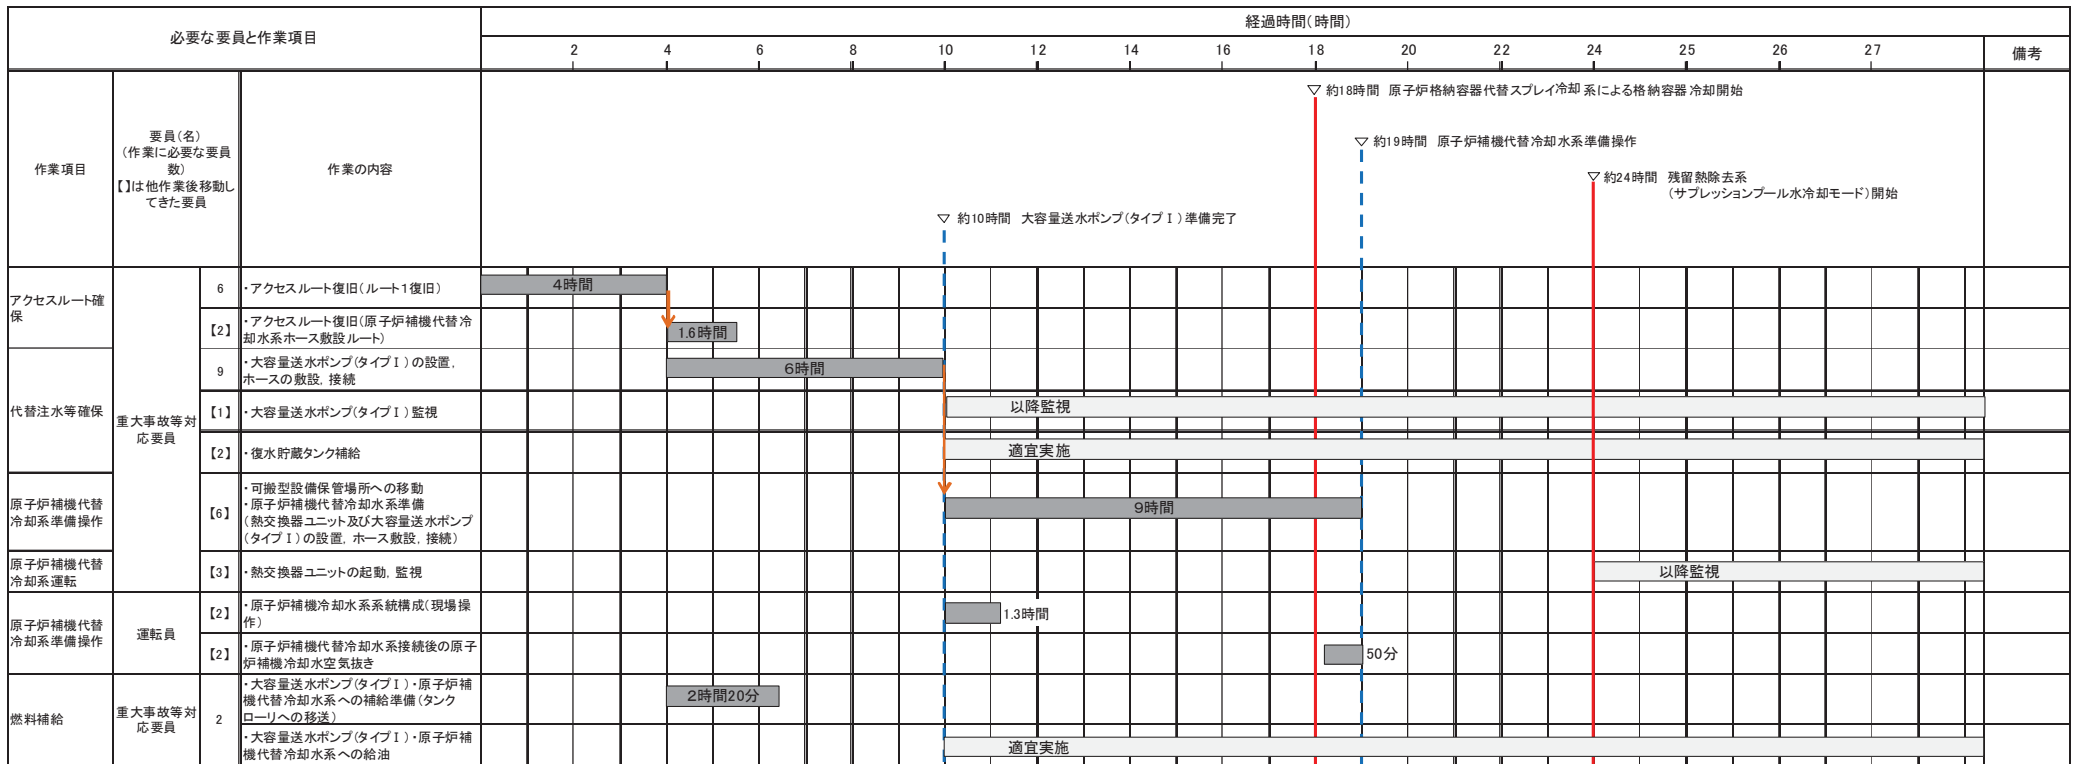 必要な要員と作業項目
経過時間(時間)
備考
2 4 6 8 10 12 14 16 18 20 22 24 25 26 27
作業項目
要員(名)
(作業に必要な要員
数)
【】は他作業後移動し
てきた要員
作業の内容
▽ 約18時間 原子炉格納容器代替スプレイ冷却系による格納容器冷却開始
▽ 約19時間 原子炉補機代替冷却水系準備操作
▽ 約24時間 残留熱除去系
(サプレッションプール水冷却モード)開始
▽ 約10時間 大容量送水ポンプ(タイプⅠ)準備完了
アクセスルート確
保
重大事故等対
応要員
6
・アクセスルート復旧(ルート1復旧)
4時間
【2】
・アクセスルート復旧(原子炉補機代替冷
却水系ホース敷設ルート)
1.6時間
代替注水等確保
9
・大容量送水ポンプ(タイプⅠ)の設置,
ホースの敷設,接続
6時間
【1】
・大容量送水ポンプ(タイプⅠ)監視
以降監視
【2】
・復水貯蔵タンク補給
適宜実施
原子炉補機代替
冷却系準備操作
【6】
・可搬型設備保管場所への移動
・原子炉補機代替冷却水系準備
(熱交換器ユニット及び大容量送水ポンプ
(タイプⅠ)の設置,ホース敷設,接続)
9時間
原子炉補機代替
冷却系運転
【3】
・熱交換器ユニットの起動,監視
以降監視
原子炉補機代替
冷却系準備操作
運転員
【2】
・原子炉補機冷却水系系統構成(現場操
作)
1.3時間
【2】
・原子炉補機代替冷却水系接続後の原子
炉補機冷却水空気抜き
50分
燃料補給
重大事故等対
応要員
2
・大容量送水ポンプ(タイプⅠ)・原子炉補
機代替冷却水系への補給準備(タンク
ローリへの移送)
2時間20分
・大容量送水ポンプ(タイプⅠ)・原子炉補
機代替冷却水系への給油
適宜実施